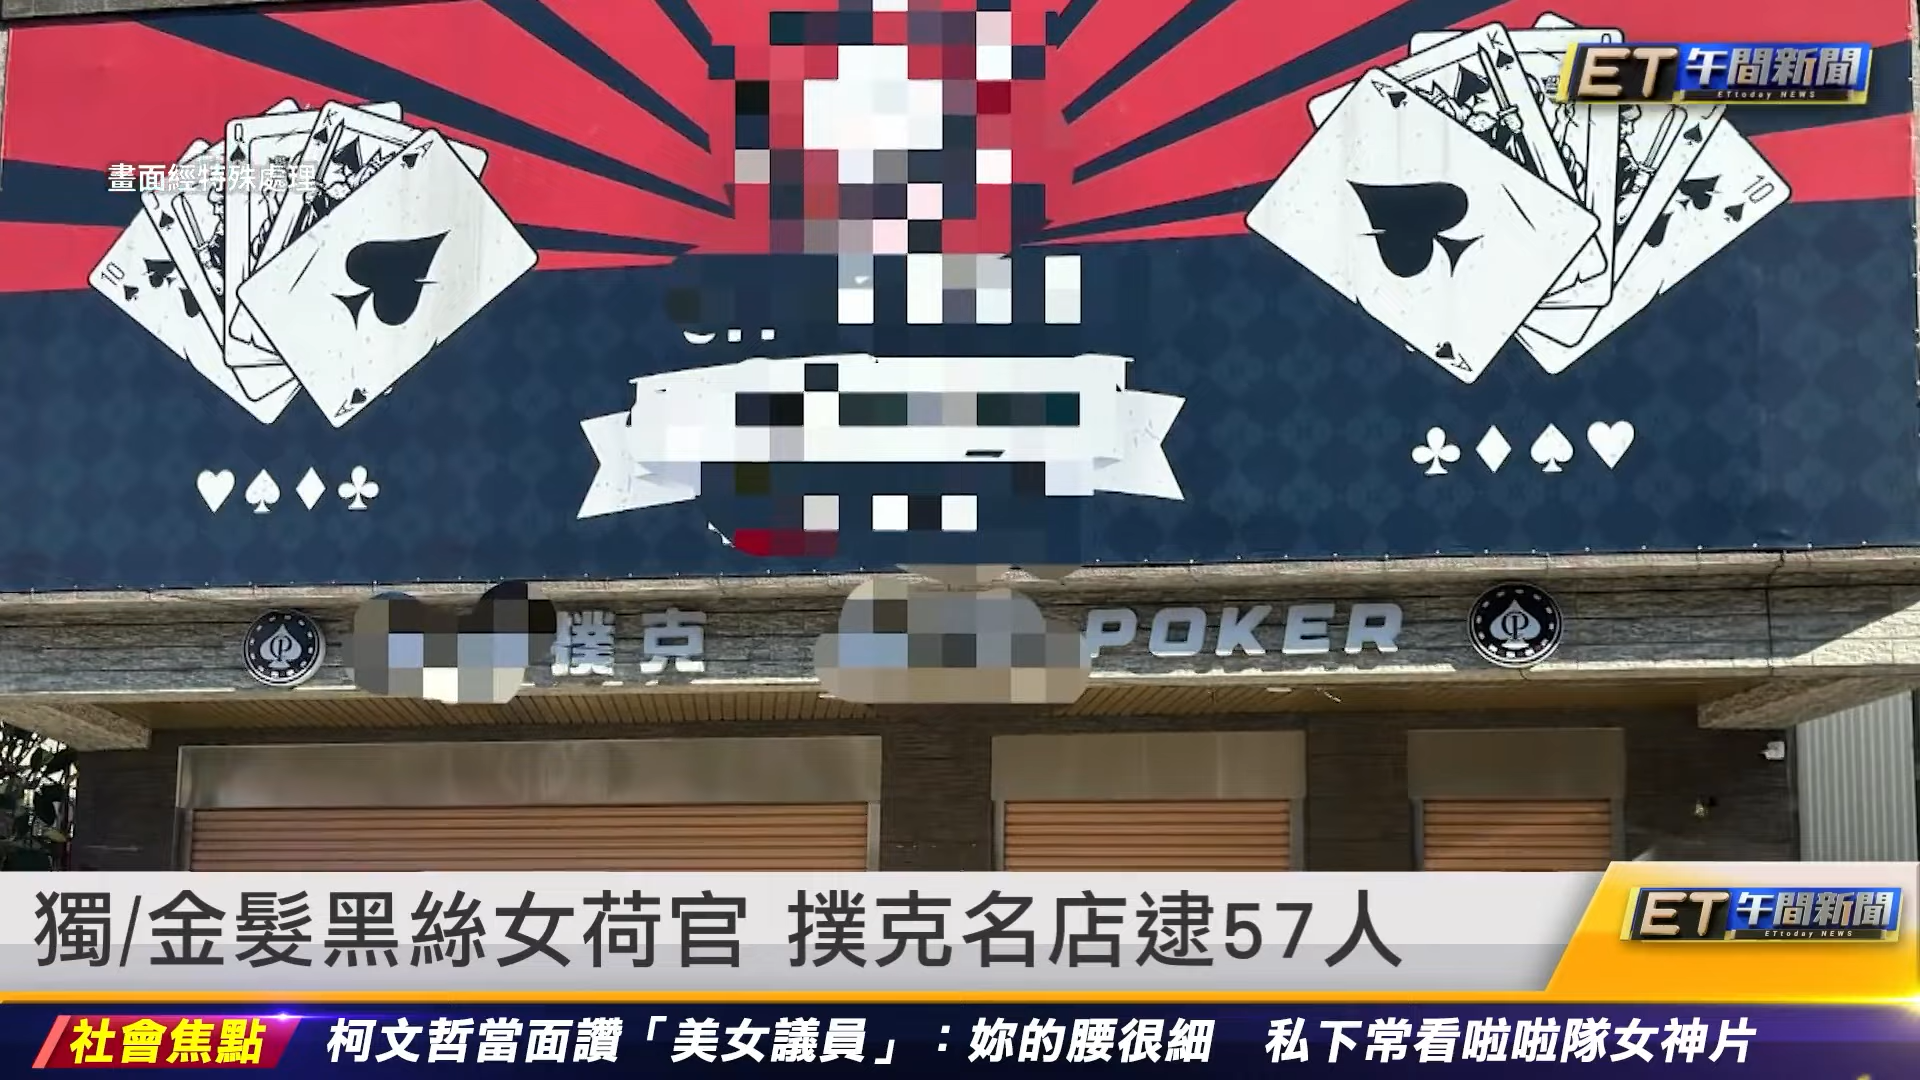 ET午間新聞
ETtoday NEWS
畫面經特殊處理
K
A
Q
K
A
J
10
10
A
A
撲克
POKER
P
P
獨/金髮黑絲女荷官 撲克名店逮57人
ET午間新聞
ETtoday NEWS
社會焦點
柯文哲當面讚「美女議員」:妳的腰很細 私下常看啦啦隊女神片